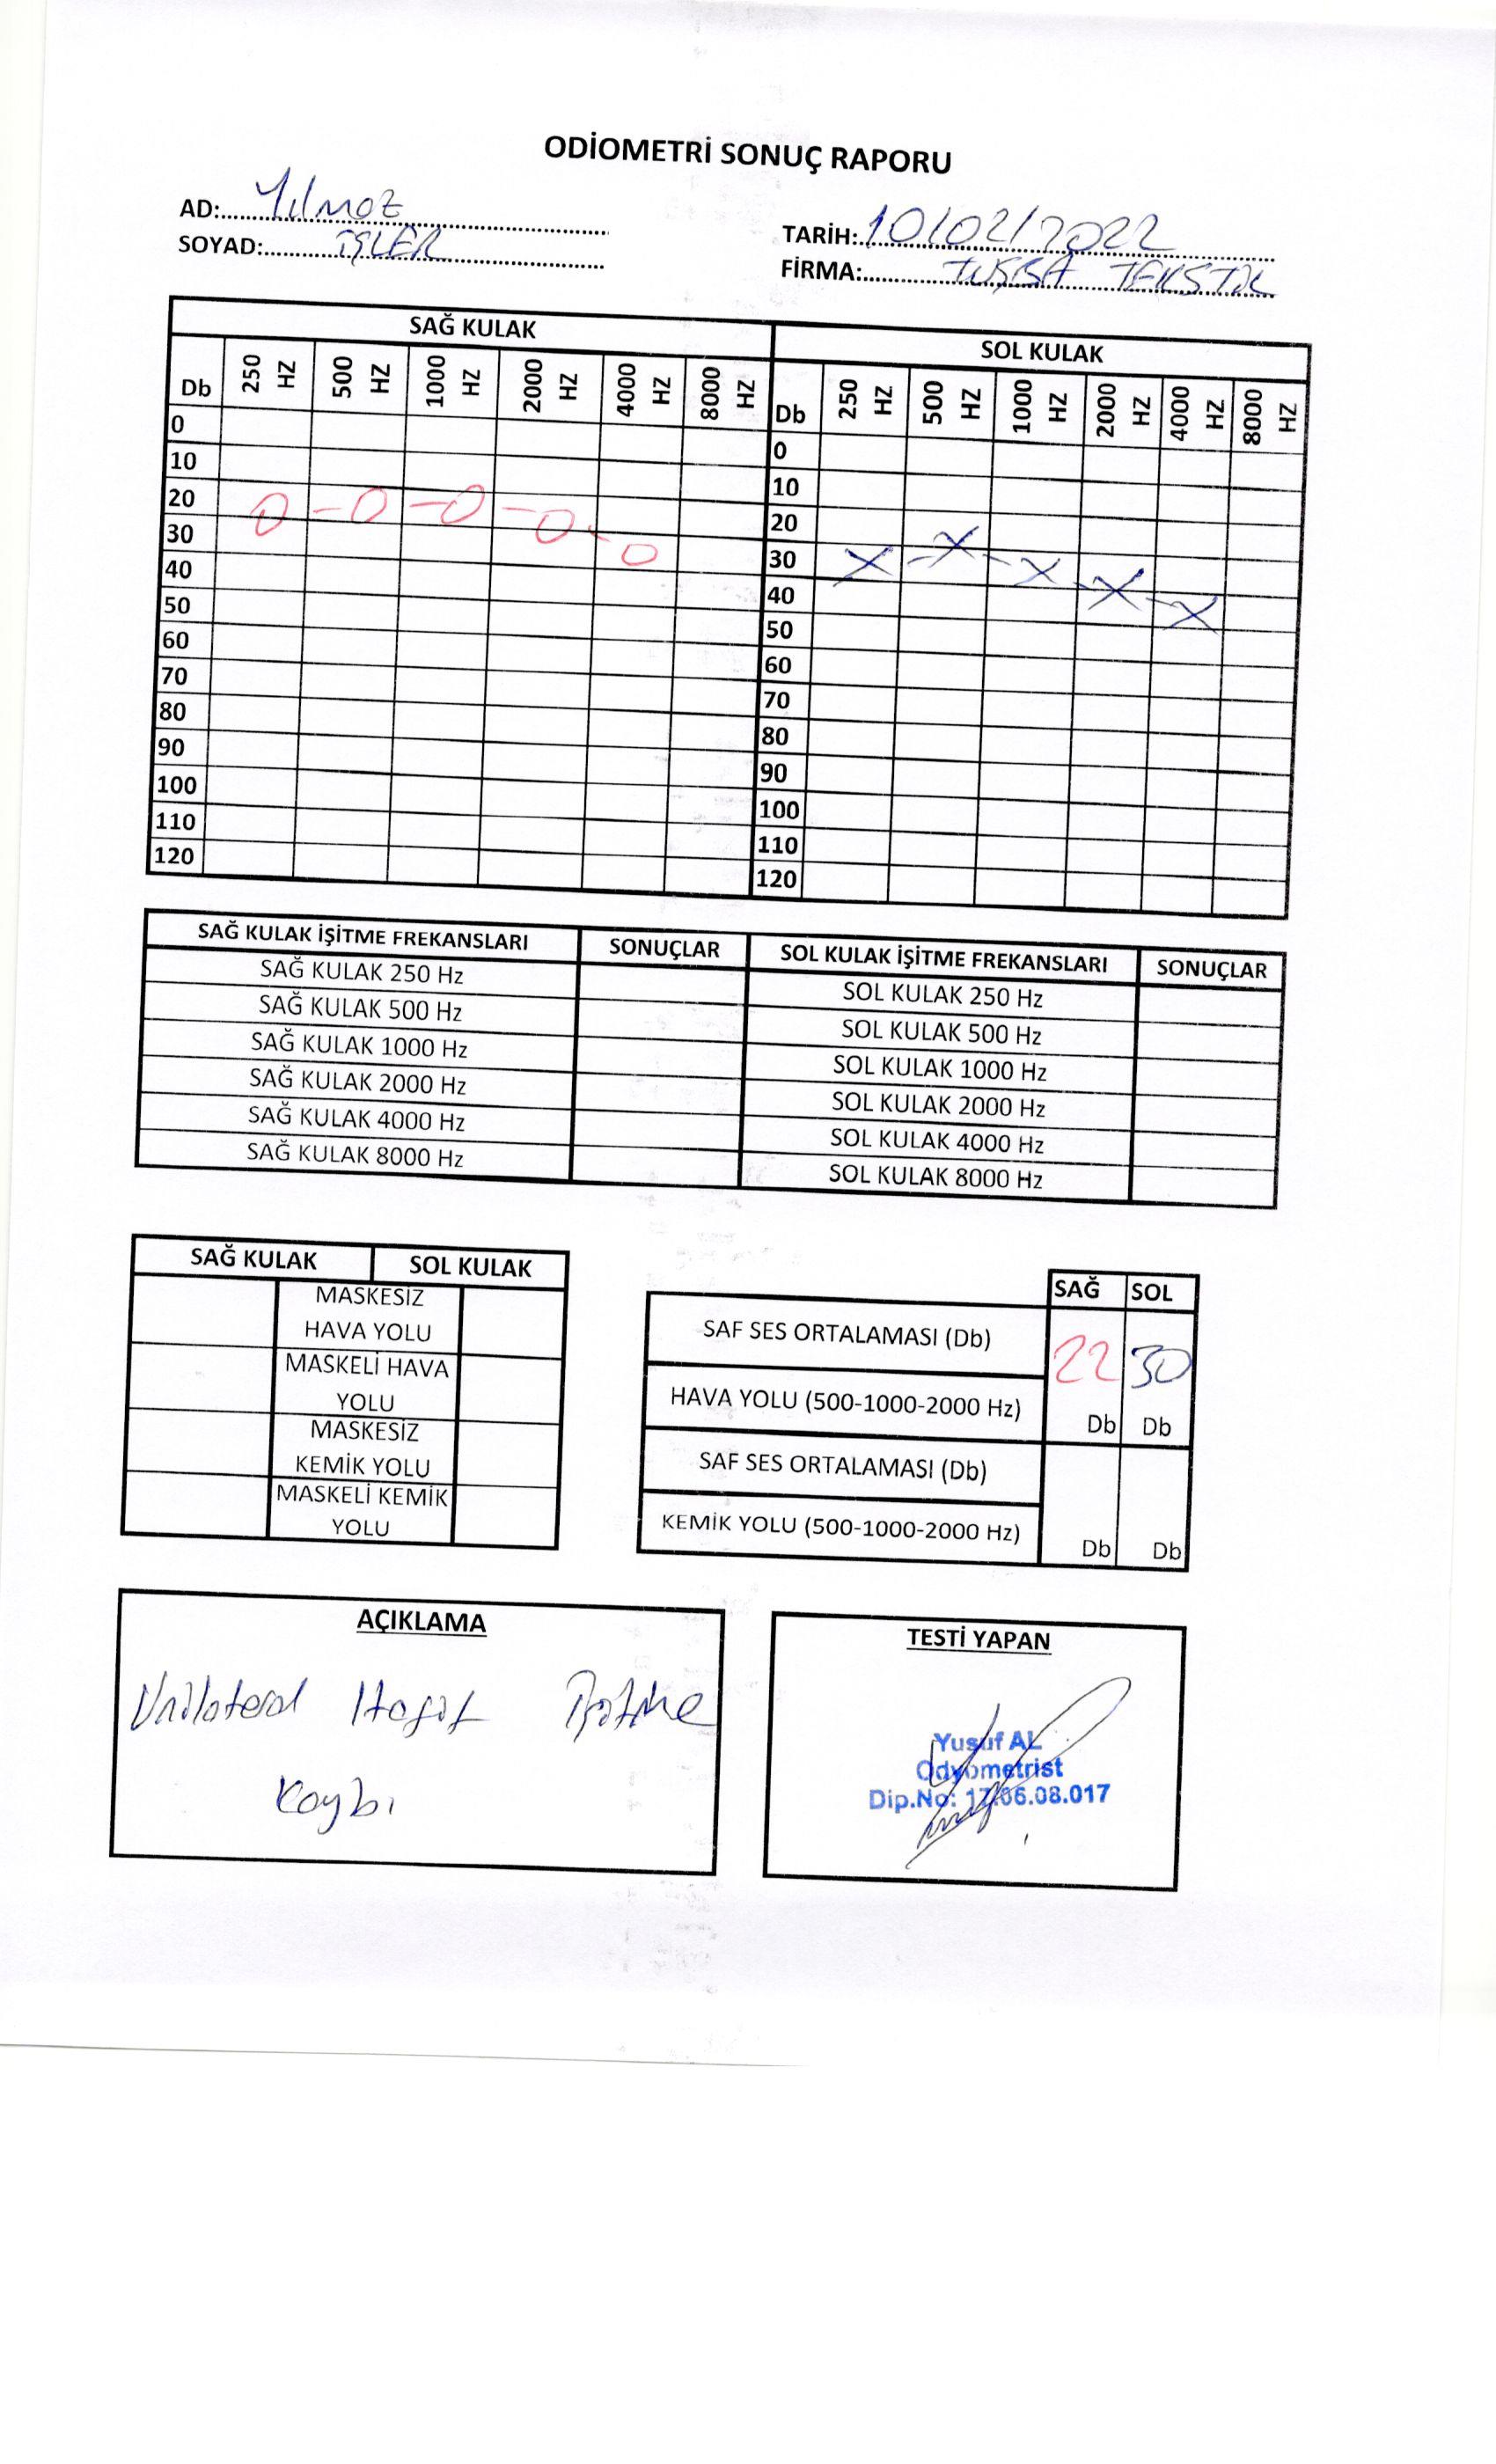 ODİOMETRİ SONUÇ RAPORU
AD: Yılmaz
SOYAD: İŞLER
TARİH: 10/02/2022
FİRMA: TUŞBA TEKSTİL
SAĞ KULAK SOL KULAK
Db 250 HZ 500 HZ 1000 HZ 2000 HZ 4000 HZ 8000 HZ Db 250 HZ 500 HZ 1000 HZ 2000 HZ 4000 HZ 8000 HZ
0 0
10 10
20 20
30 30
40 40
50 50
60 60
70 70
80 80
90 90
100 100
110 110
120 120
SAĞ KULAK İŞİTME FREKANSLARI SONUÇLAR SOL KULAK İŞİTME FREKANSLARI SONUÇLAR
SAĞ KULAK 250 Hz SOL KULAK 250 Hz
SAĞ KULAK 500 Hz SOL KULAK 500 Hz
SAĞ KULAK 1000 Hz SOL KULAK 1000 Hz
SAĞ KULAK 2000 Hz SOL KULAK 2000 Hz
SAĞ KULAK 4000 Hz SOL KULAK 4000 Hz
SAĞ KULAK 8000 Hz SOL KULAK 8000 Hz
SAĞ KULAK SOL KULAK
MASKESİZ
HAVA YOLU
MASKELİ HAVA
YOLU
MASKESİZ
KEMİK YOLU
MASKELİ KEMİK
YOLU
SAĞ SOL
SAF SES ORTALAMASI (Db) 22 30
HAVA YOLU (500-1000-2000 Hz) Db Db
SAF SES ORTALAMASI (Db)
KEMİK YOLU (500-1000-2000 Hz) Db Db
AÇIKLAMA
Unilateral Hafif İşitme
Kaybı
TESTİ YAPAN
Yusuf AL
Odyometrist
Dip.No: 17.06.08.017